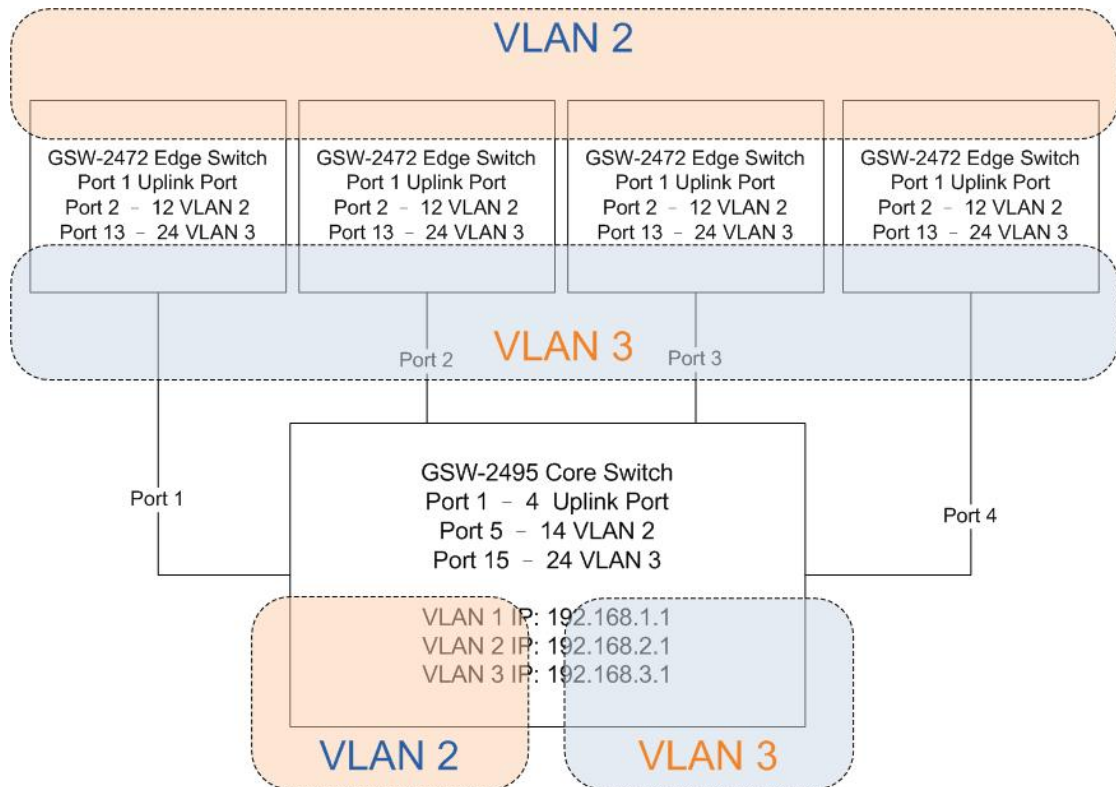 VLAN 2
GSW-2472 Edge Switch
Port 1 Uplink Port
Port 2 – 12 VLAN 2
Port 13 – 24 VLAN 3
GSW-2472 Edge Switch
Port 1 Uplink Port
Port 2 – 12 VLAN 2
Port 13 – 24 VLAN 3
GSW-2472 Edge Switch
Port 1 Uplink Port
Port 2 – 12 VLAN 2
Port 13 – 24 VLAN 3
GSW-2472 Edge Switch
Port 1 Uplink Port
Port 2 – 12 VLAN 2
Port 13 – 24 VLAN 3
VLAN 3
Port 2
Port 3
Port 1
Port 4
GSW-2495 Core Switch
Port 1 – 4 Uplink Port
Port 5 – 14 VLAN 2
Port 15 – 24 VLAN 3
VLAN 1 IP: 192.168.1.1
VLAN 2 IP: 192.168.2.1
VLAN 3 IP: 192.168.3.1
VLAN 2
VLAN 3